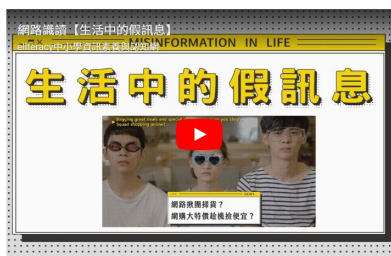 網路識讀【生活中的假訊息】
MISINFORMATION IN LIFE
eliteracy中小學資訊素養與認知網
生活中的假訊息
網路揪團掃貨？
網購大特價趁機撿便宜？